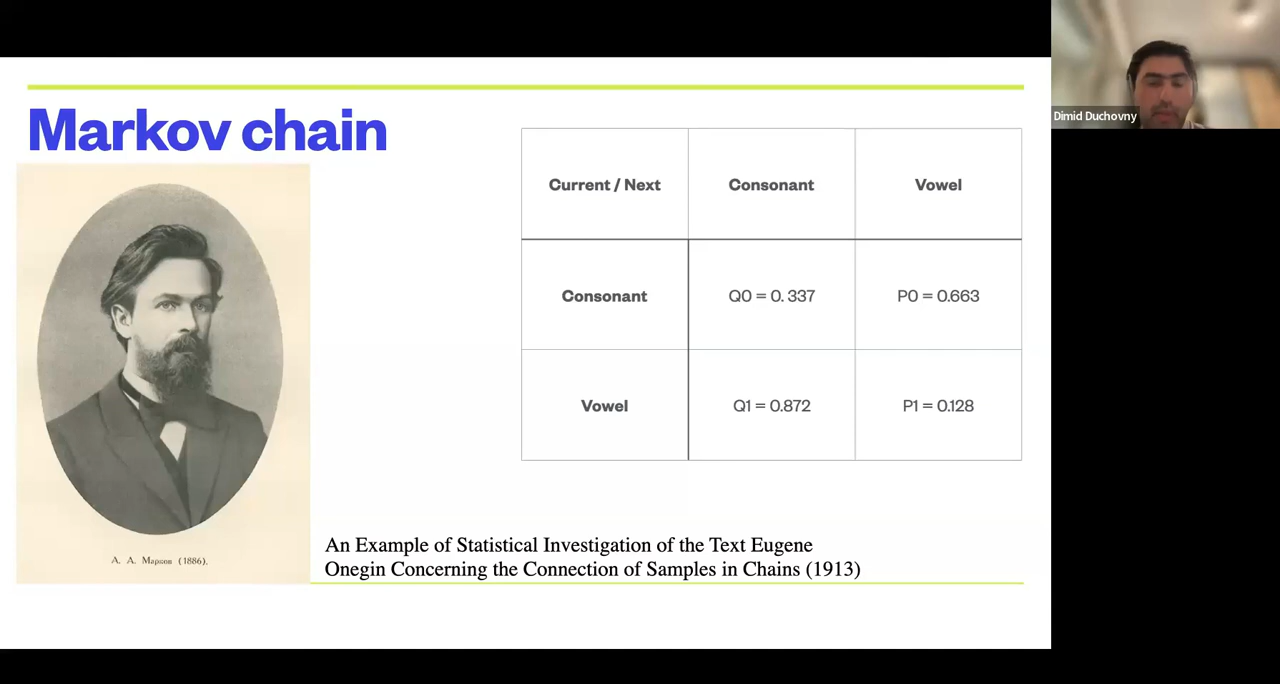 Markov chain
Current / Next
Consonant
Vowel
Consonant
Q0 = 0. 337
P0 = 0.663
Vowel
Q1 = 0.872
P1 = 0.128
А. А. Марков (1886).
An Example of Statistical Investigation of the Text Eugene
Onegin Concerning the Connection of Samples in Chains (1913)
Dimid Duchovny